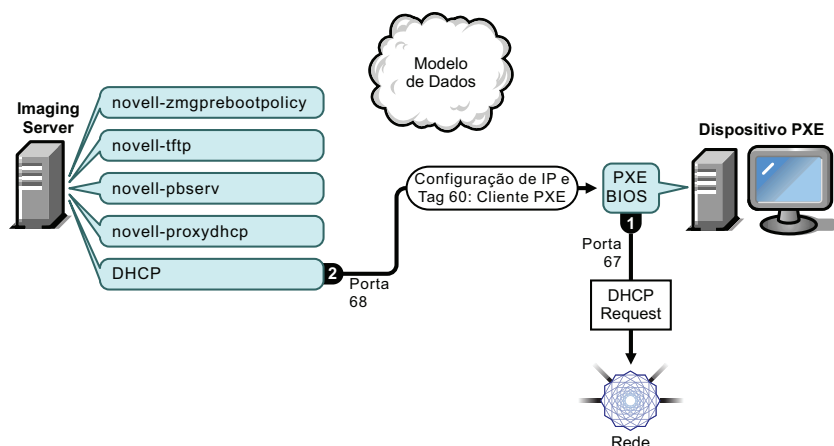 Modelo
de Dados
Imaging
Server
novell-zmgprebootpolicy
novell-tftp
novell-pbserv
novell-proxydhcp
DHCP
2
Porta
68
Configuração de IP e
Tag 60: Cliente PXE
PXE
BIOS
1
Dispositivo PXE
Porta
67
DHCP
Request
Rede